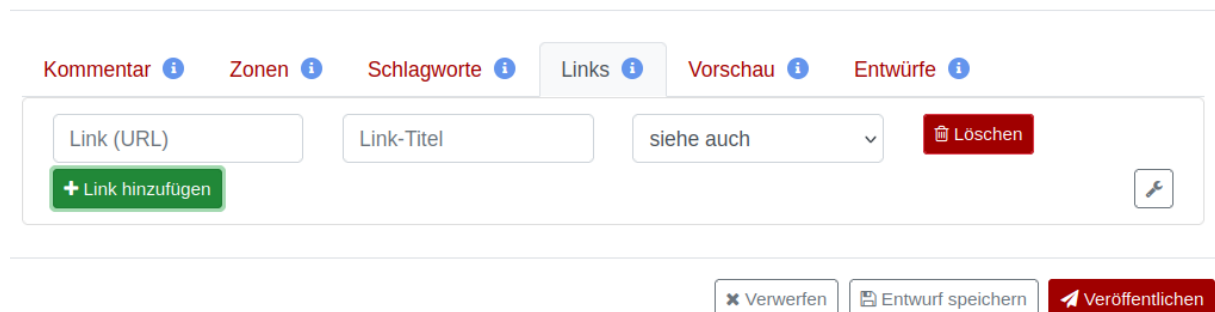 Kommentar Zonen Schlagworte Links Vorschau Entwürfe
Link (URL) Link-Titel siehe auch Löschen
Link hinzufügen
Verwerfen Entwurf speichern Veröffentlichen